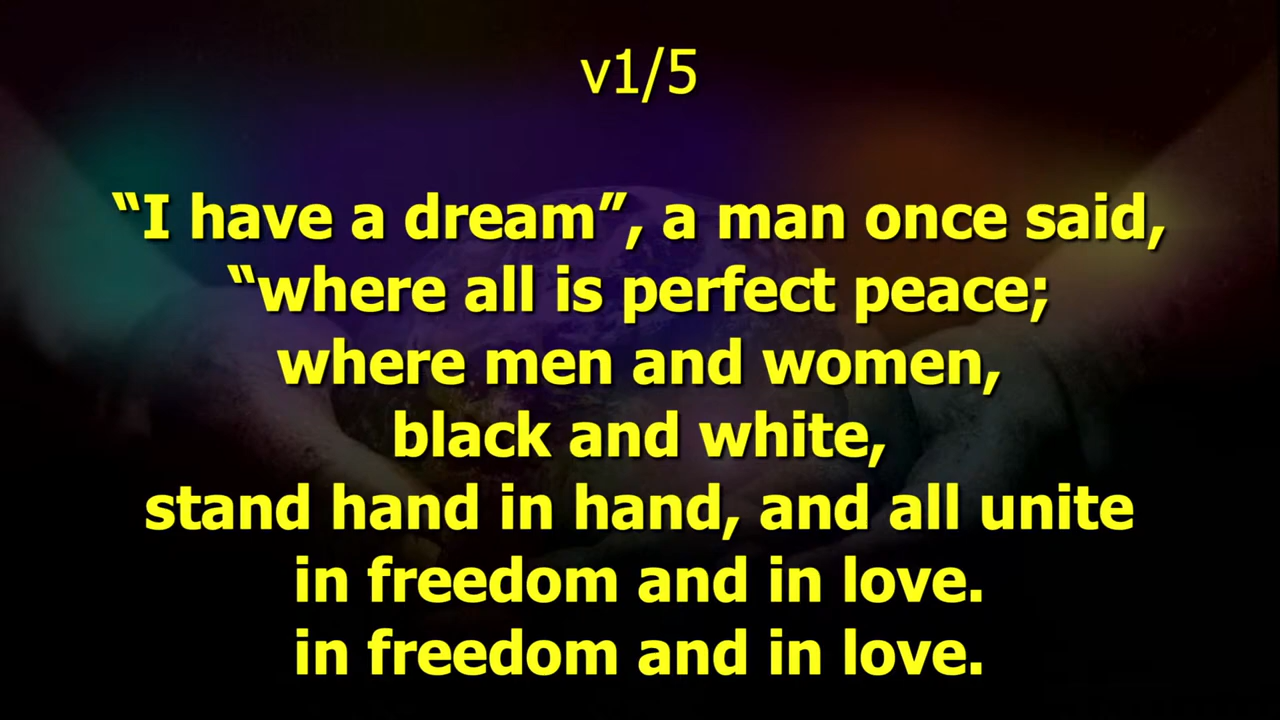 v1/5
“I have a dream”, a man once said,
“where all is perfect peace;
where men and women,
black and white,
stand hand in hand, and all unite
in freedom and in love.
in freedom and in love.